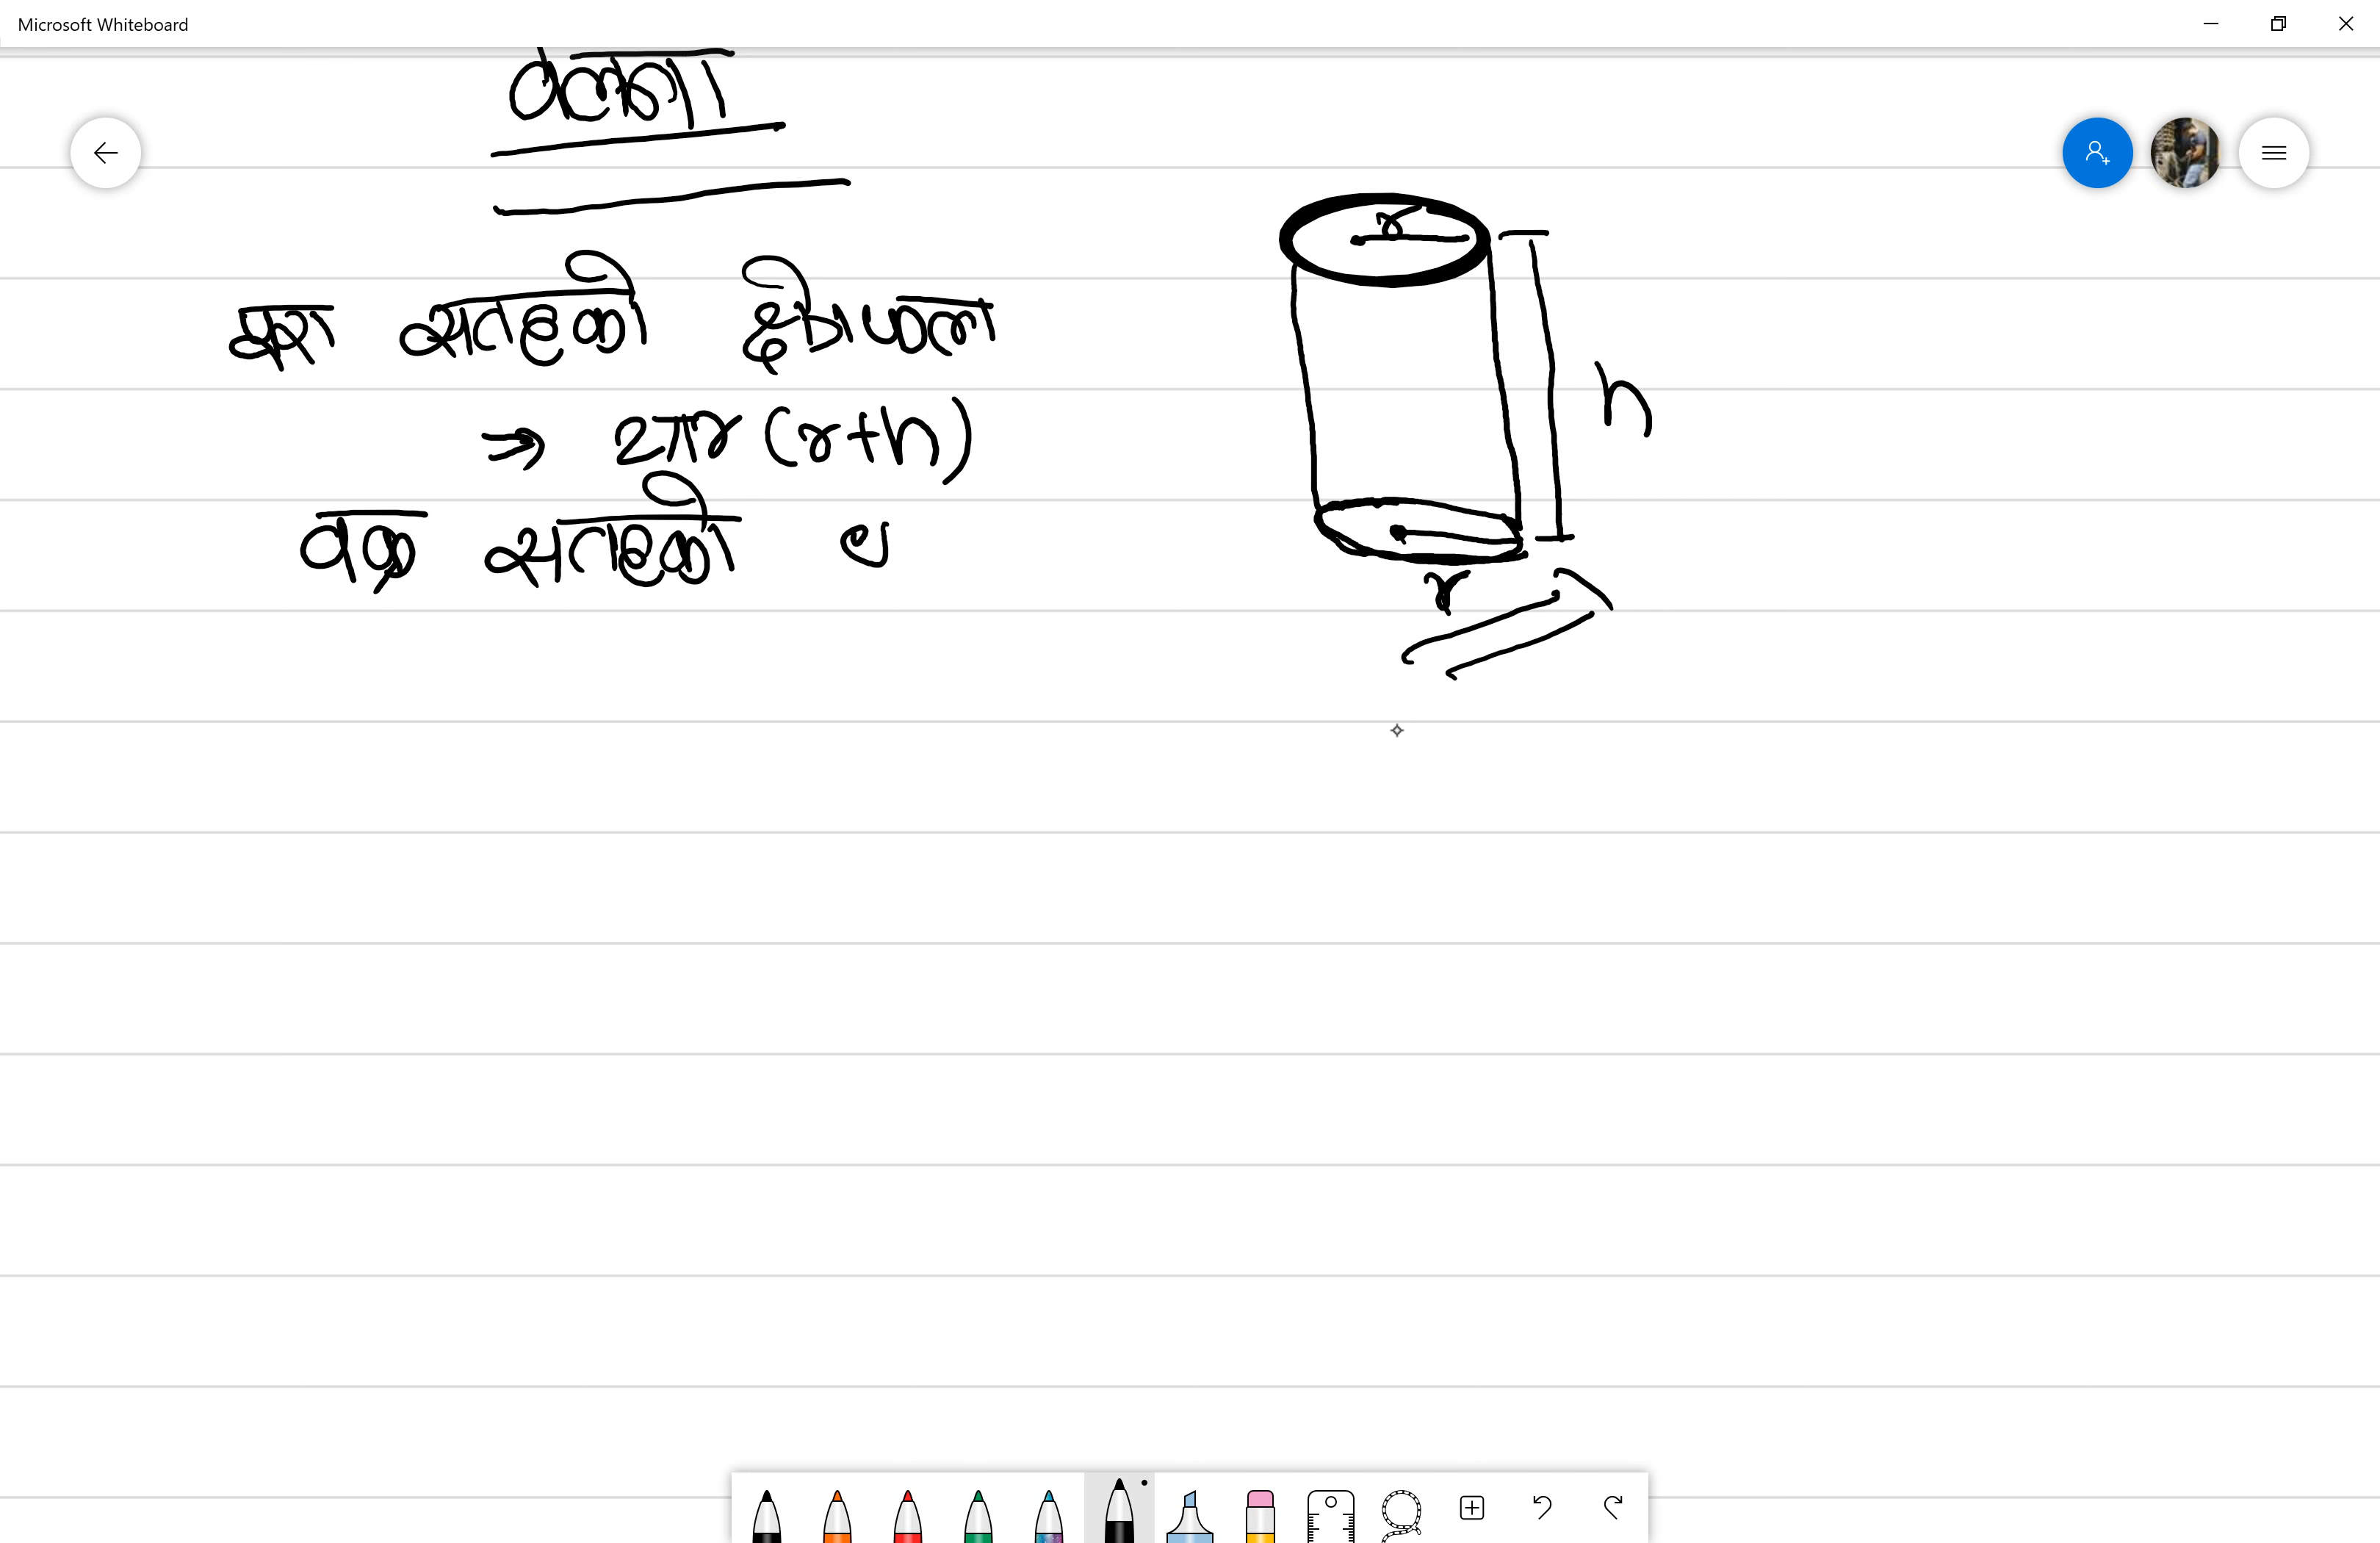 Microsoft Whiteboard
बेलना
r
सतहको क्षेत्रफल
h
⇒ 2πr (r+h)
वक्र सतहको
r